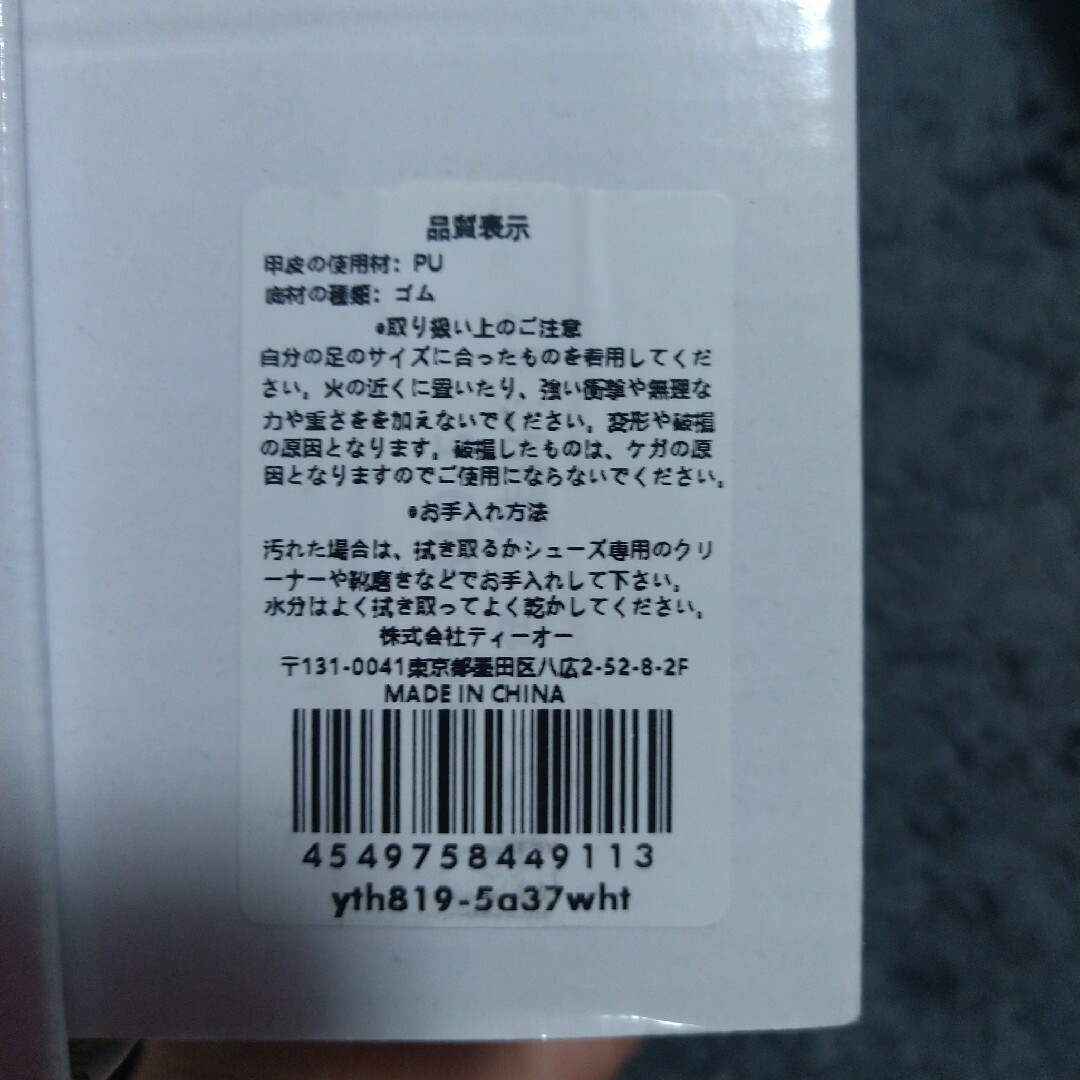 品質表示
甲皮の使用材：PU
底材の種類：ゴム
●取り扱い上のご注意
自分の足のサイズに合ったものを着用してくだ
さい。火の近くに置いたり、強い衝撃や無理な
力や重さをを加えないでください。変形や破損
の原因となります。破損したものは、ケガの原
因となりますのでご使用にならないでください。
●お手入れ方法
汚れた場合は、拭き取るかシューズ専用のクリ
ーナーや靴磨きなどでお手入れして下さい。
水分はよく拭き取ってよく乾かしてください。
株式会社ティーオー
〒131-0041東京都墨田区八広2-52-8-2F
MADE IN CHINA
4549758449113
yth819-5a37wht